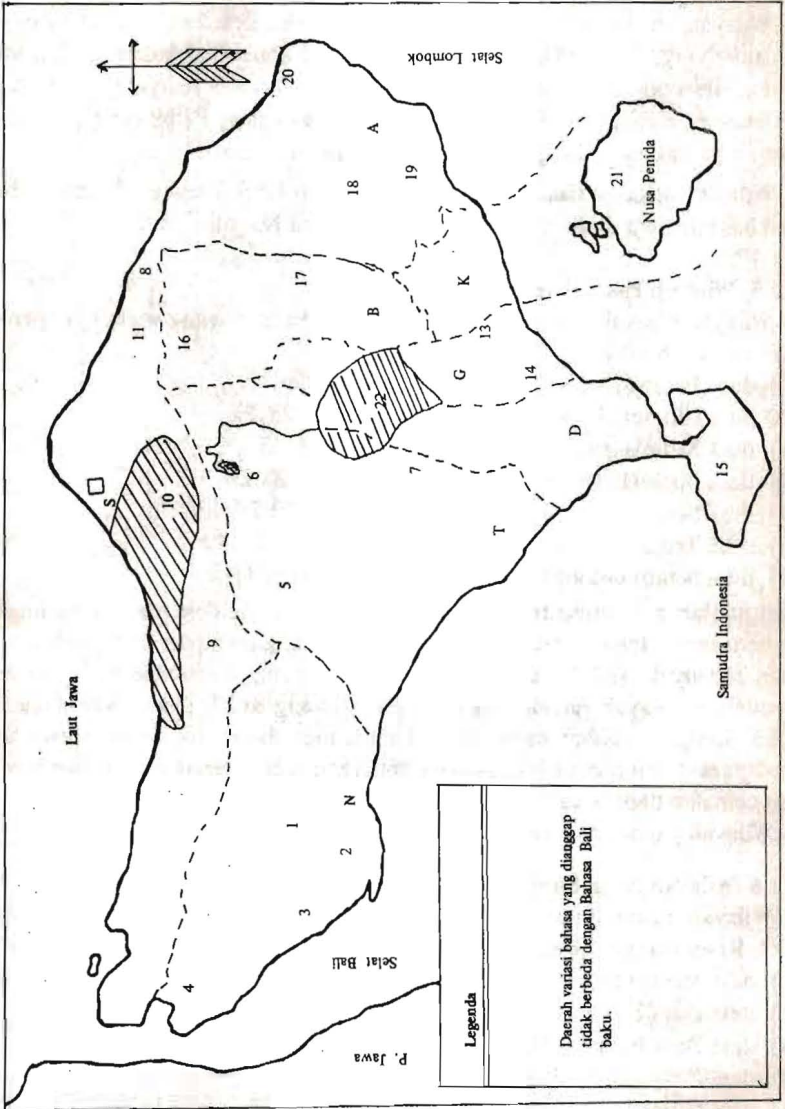 Laut Jawa
Selat Lombok
Selat Bali
P. Jawa
Nusa Penida
Samudra Indonesia
S
A
B
K
G
D
T
N
1
2
3
4
5
6
7
8
9
10
11
13
14
15
16
17
18
19
20
21
22
Legenda
Daerah variasi bahasa yang dianggap
tidak berbeda dengan Bahasa Bali
baku.